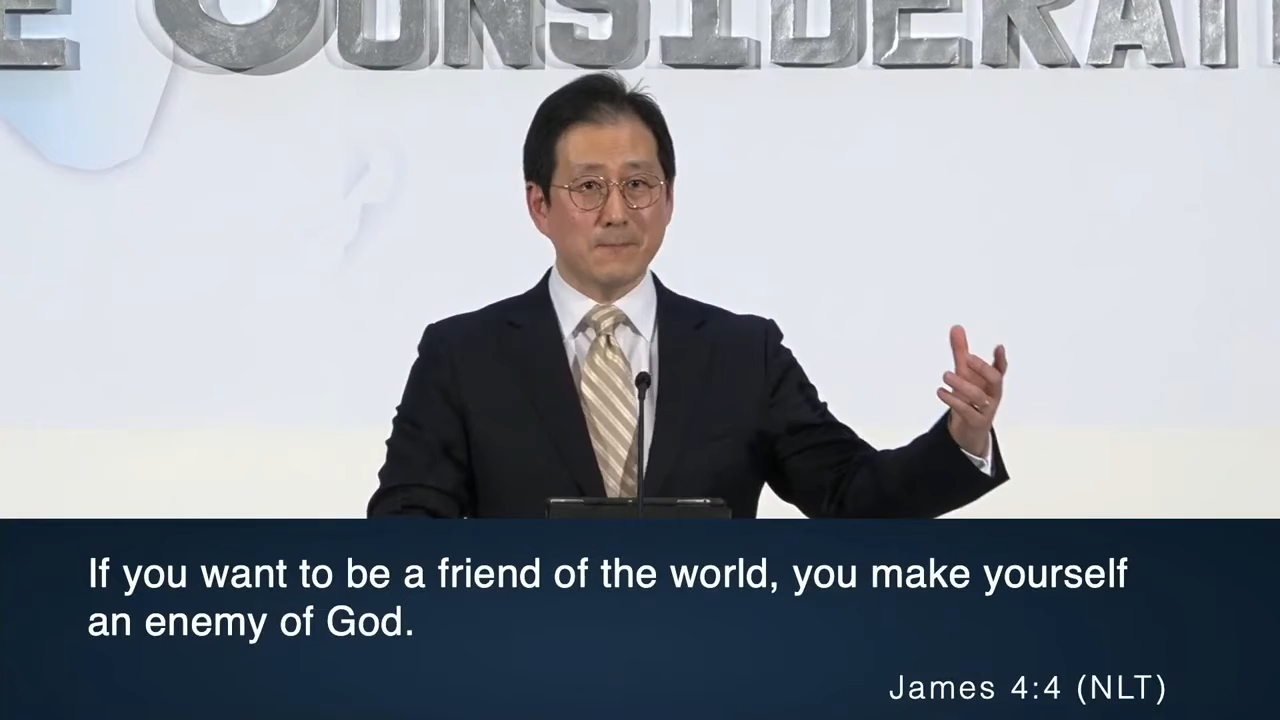 E CONSIDERAT
If you want to be a friend of the world, you make yourself
an enemy of God.
James 4:4 (NLT)